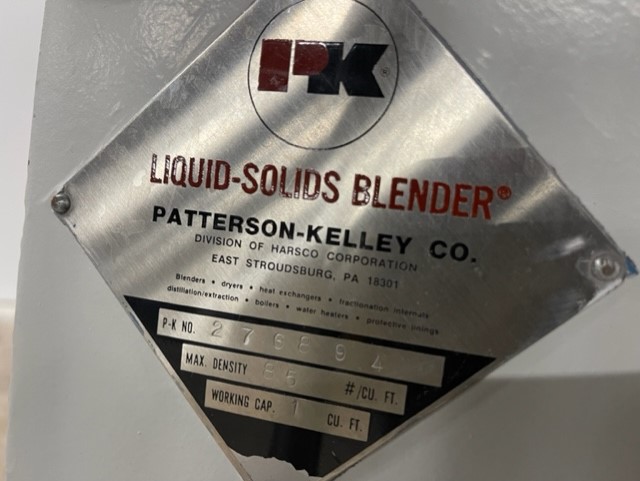 PK®
LIQUID-SOLIDS BLENDER®
PATTERSON-KELLEY CO.
DIVISION OF HARSCO CORPORATION
EAST STROUDSBURG, PA 18301
Blenders • dryers • heat exchangers • fractionation internals
distillation/extraction • boilers • water heaters • protective linings
P-K NO.
MAX. DENSITY #/CU. FT.
WORKING CAP. 1 CU. FT.